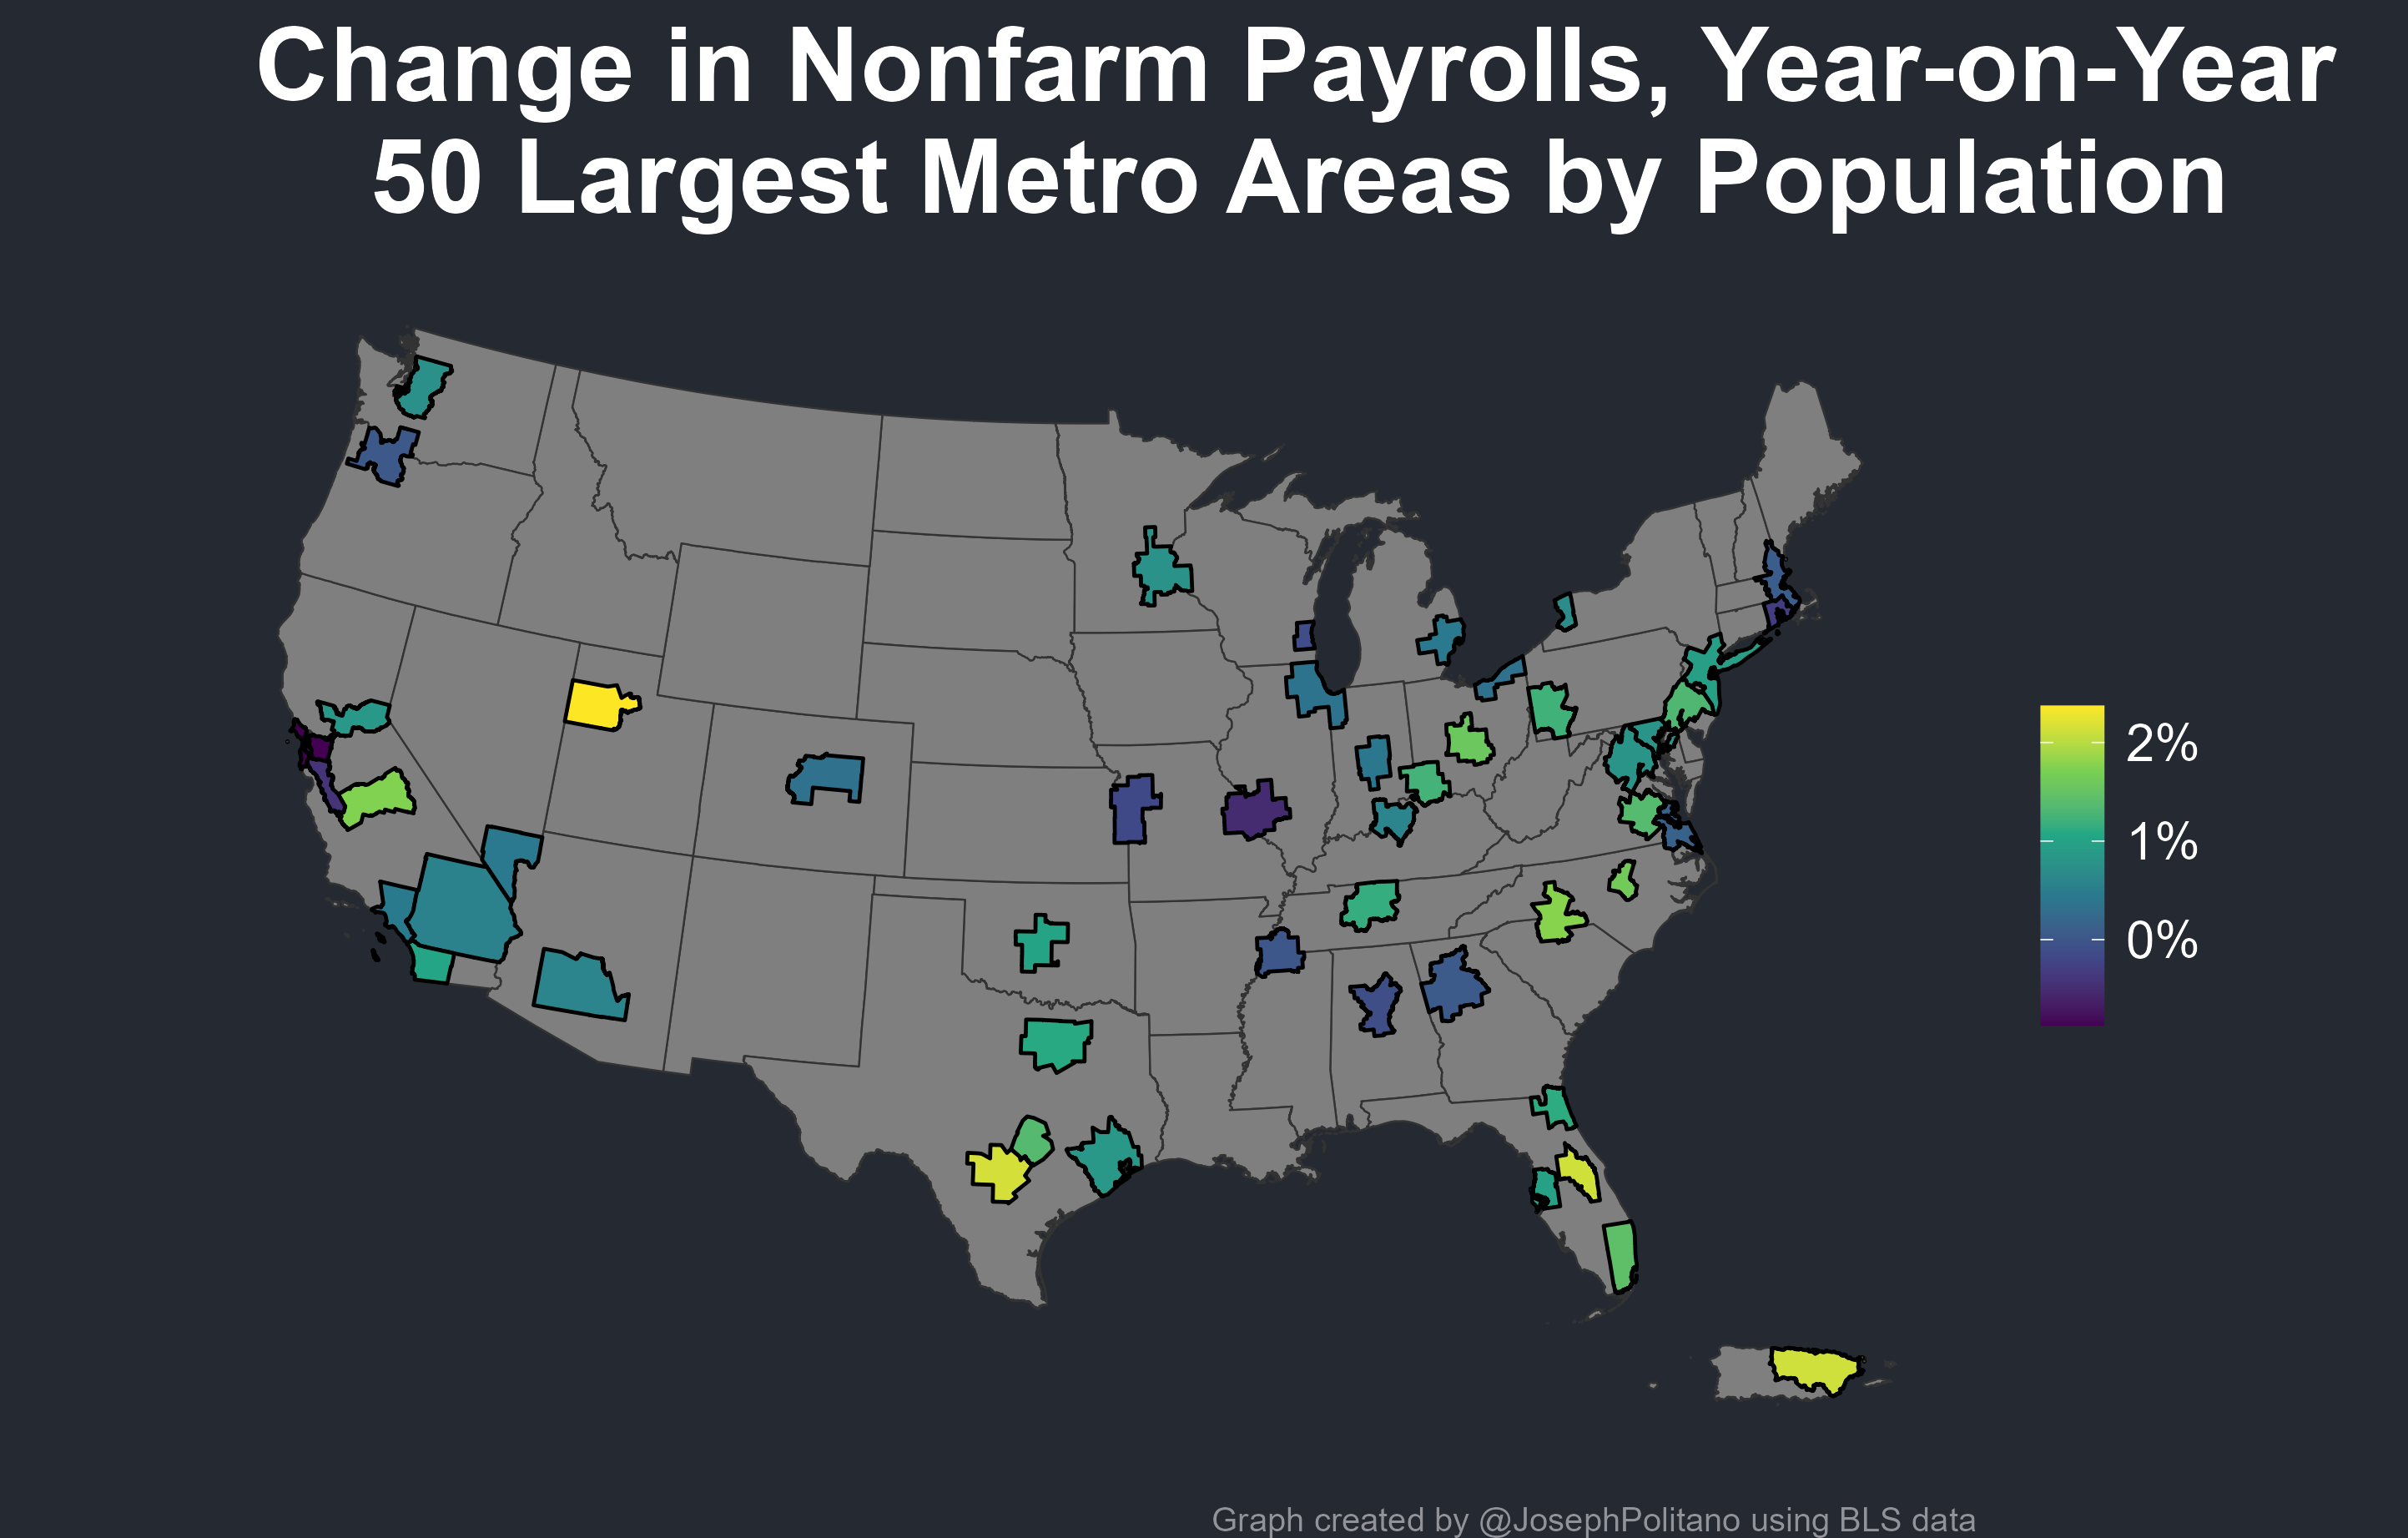 Change in Nonfarm Payrolls, Year-on-Year
50 Largest Metro Areas by Population
2%
1%
0%
Graph created by @JosephPolitano using BLS data